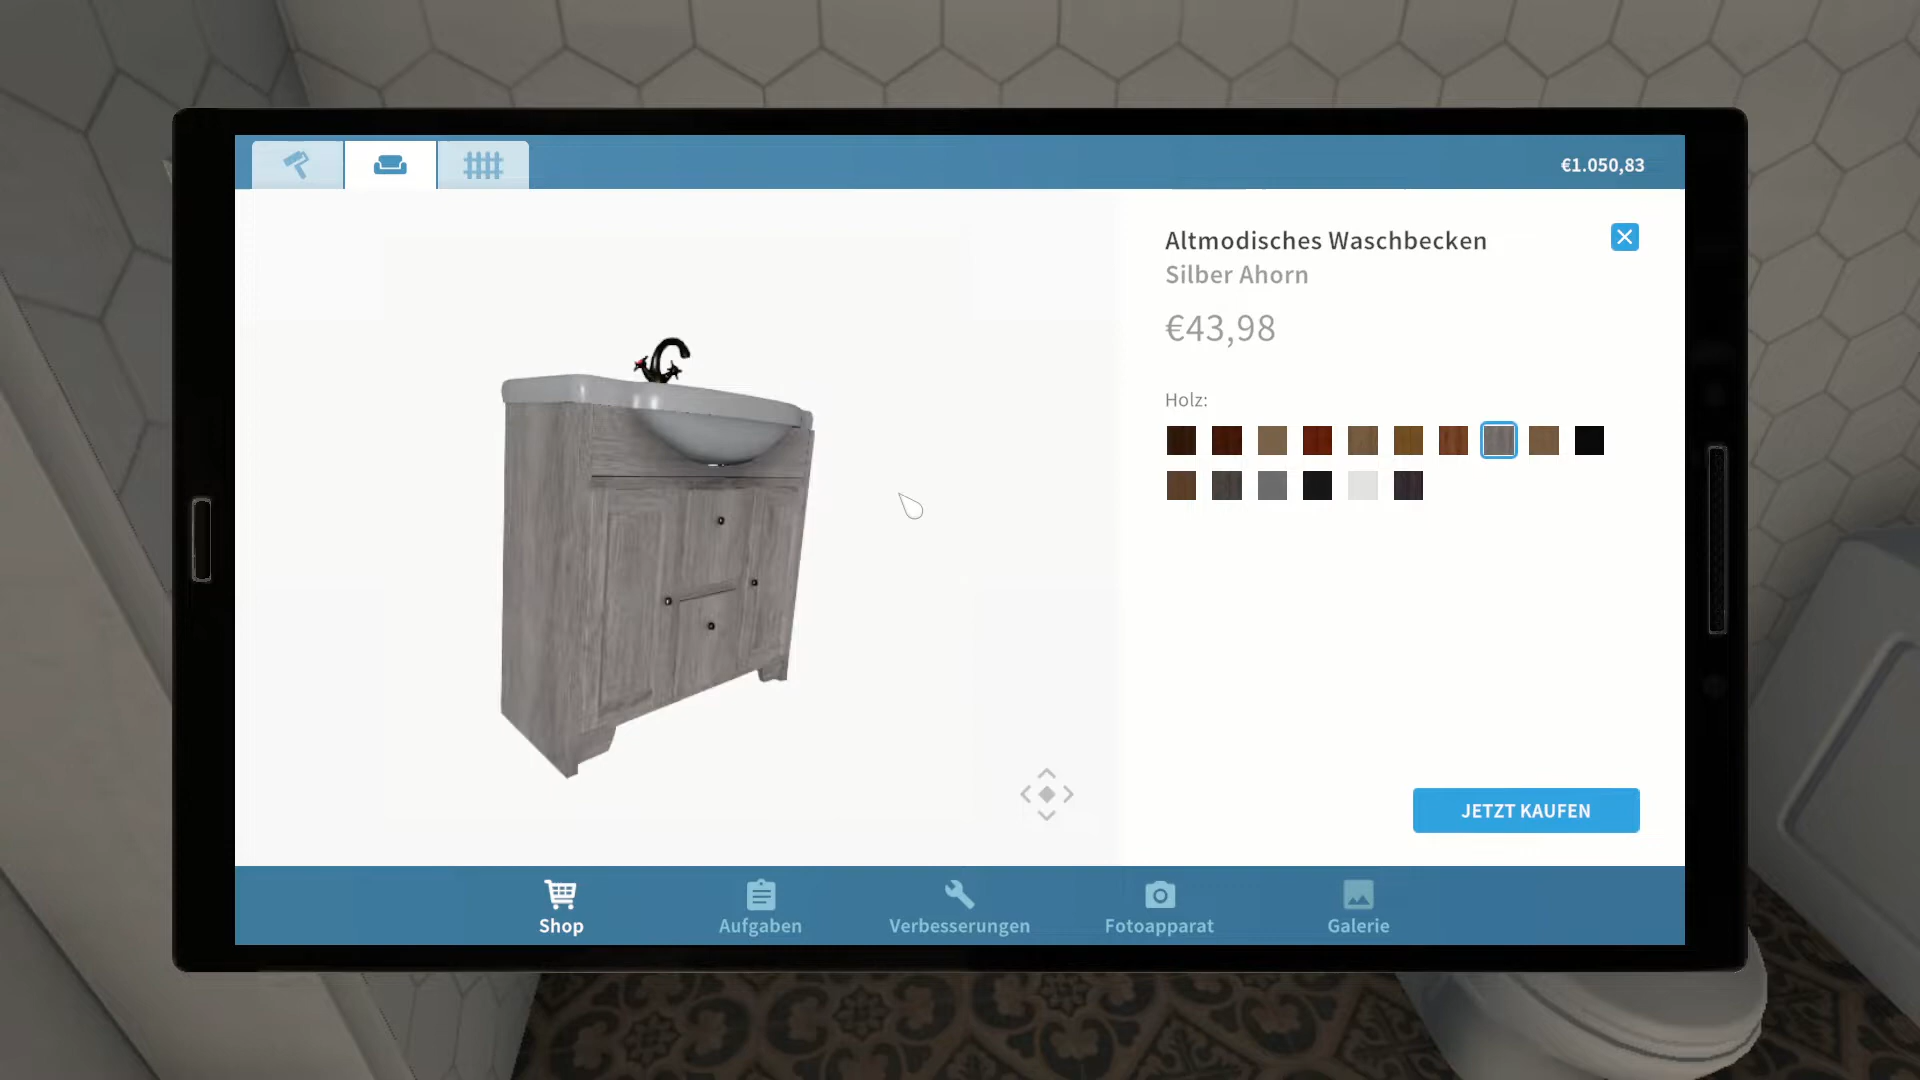 €1.050,83
Altmodisches Waschbecken
Silber Ahorn
€43,98
Holz:
JETZT KAUFEN
Shop
Aufgaben
Verbesserungen
Fotoapparat
Galerie